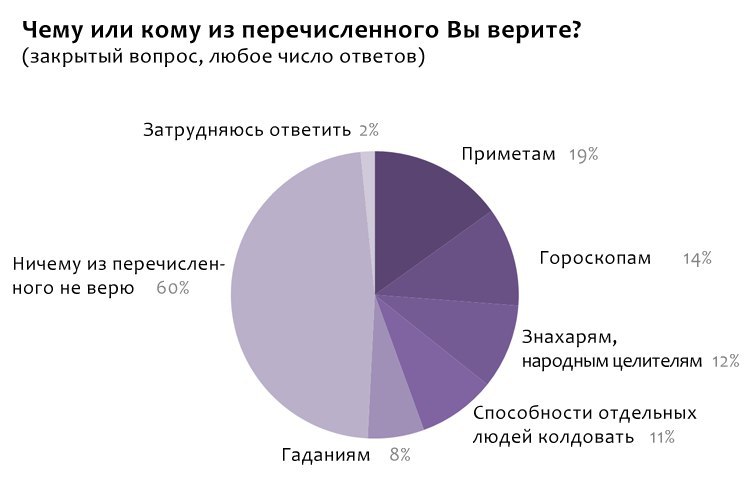 Чему или кому из перечисленного Вы верите?
(закрытый вопрос, любое число ответов)
Затрудняюсь ответить 2%
Приметам 19%
Гороскопам 14%
Ничему из перечислен-
ного не верю 60%
Знахарям,
народным целителям 12%
Способности отдельных
людей колдовать 11%
Гаданиям 8%